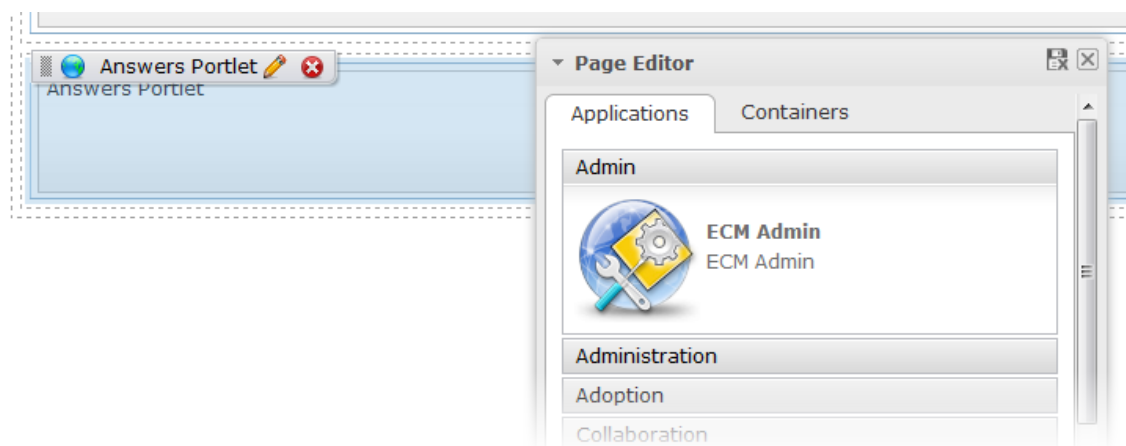 Answers Portlet
Answers Portlet
Page Editor
Applications Containers
Admin
ECM Admin
ECM Admin
Administration
Adoption
Collaboration